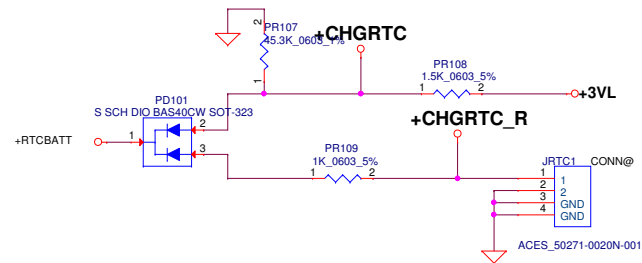 2
PR107
45.3K_0603_1%
1
+CHGRTC
PR108
1.5K_0603_5%
1
2
+3VL
PD101
S SCH DIO BAS40CW SOT-323
+RTCBATT
1
2
3
+CHGRTC_R
PR109
1K_0603_5%
1
2
JRTC1
CONN@
1
2
3
4
1
2
GND
GND
ACES_50271-0020N-001